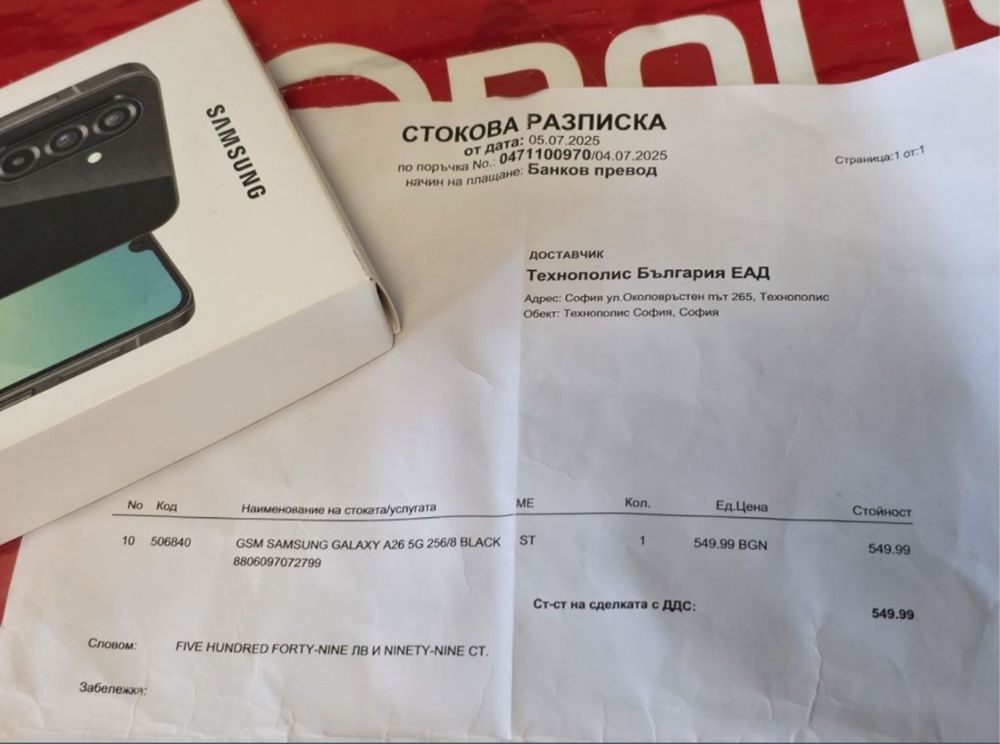 SAMSUNG
СТОКОВА РАЗПИСКА
от дата: 05.07.2025
по поръчка No.: 0471100970/04.07.2025
начин на плащане: Банков превод
Страница:1 от:1
ДОСТАВЧИК
Технополис България ЕАД
Адрес: София ул.Околовръстен път 265, Технополис
Обект: Технополис София, София
No Код Наименование на стоката/услугата МЕ Кол. Ед.Цена Стойност
10 506840 GSM SAMSUNG GALAXY A26 5G 256/8 BLACK ST 1 549.99 BGN 549.99
8806097072799
Ст-ст на сделката с ДДС: 549.99
Словом: FIVE HUNDRED FORTY-NINE ЛВ И NINETY-NINE СТ.
Забележка: